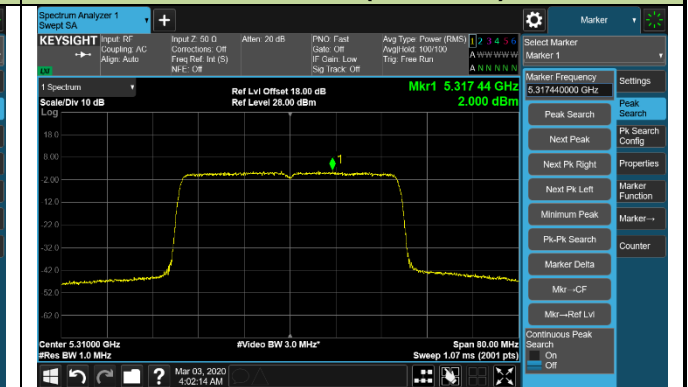 Spectrum Analyzer 1
Swept SA
Marker
KEYSIGHT
Input: RF
Coupling: AC
Align: Auto
Input Z: 50 Ω
Corrections: Off
Freq Ref: Int (S)
NFE: Off
Atten: 20 dB
PNO: Fast
Gate: Off
IF Gain: Low
Sig Track: Off
Avg Type: Power (RMS)
Avg|Hold: 100/100
Trig: Free Run
1 2 3 4 5 6
A W W W W W
A N N N N N
Select Marker
Marker 1
1 Spectrum
Scale/Div 10 dB
Log
Ref Lvl Offset 18.00 dB
Ref Level 28.00 dBm
Mkr1 5.317 44 GHz
2.000 dBm
18.0
8.00
-2.00
-12.0
-22.0
-32.0
-42.0
-52.0
-62.0
1
Center 5.31000 GHz
#Res BW 1.0 MHz
#Video BW 3.0 MHz*
Span 80.00 MHz
Sweep 1.07 ms (2001 pts)
Marker Frequency
5.317440000 GHz
Peak Search
Next Peak
Next Pk Right
Next Pk Left
Minimum Peak
Pk-Pk Search
Marker Delta
Mkr→CF
Mkr→Ref Lvl
Continuous Peak
Search
On
Off
Settings
Peak
Search
Pk Search
Config
Properties
Marker
Function
Marker→
Counter
?
Mar 03, 2020
4:02:14 AM